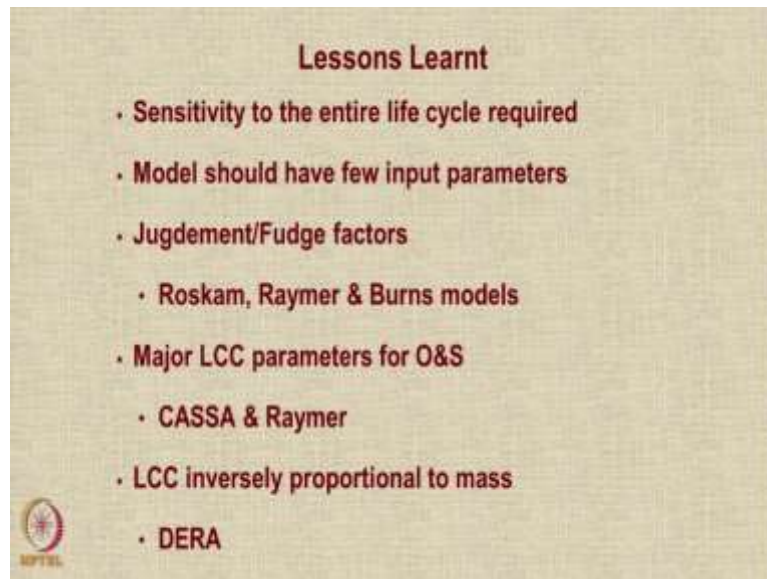 Lessons Learnt
• Sensitivity to the entire life cycle required
• Model should have few input parameters
• Jugdement/Fudge factors
• Roskam, Raymer & Burns models
• Major LCC parameters for O&S
• CASSA & Raymer
• LCC inversely proportional to mass
• DERA
NPTEL